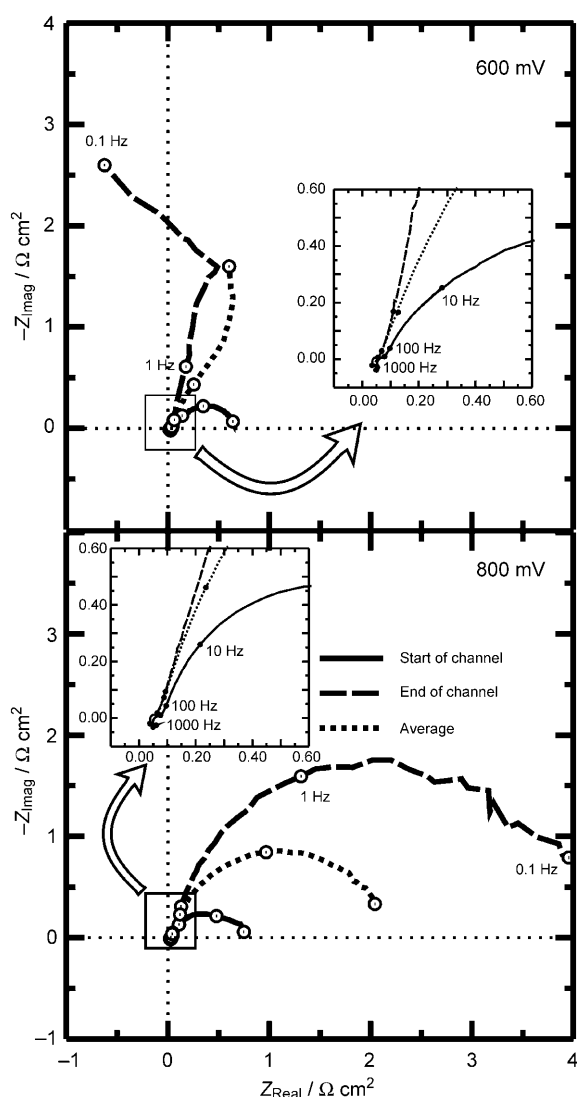 4
600 mV
3
0.1 Hz
0.60
2
0.40
–ZImag / Ω cm²
10 Hz
0.20
1
1 Hz
100 Hz
0.00
1000 Hz
0.00 0.20 0.40 0.60
0
0.60
800 mV
0.40
3
10 Hz
Start of channel
0.20
End of channel
100 Hz
0.00
1000 Hz
Average
2
0.00 0.20 0.40 0.60
–ZImag / Ω cm²
1 Hz
1
0.1 Hz
0
–1
–1 0 1 2 3 4
ZReal / Ω cm²